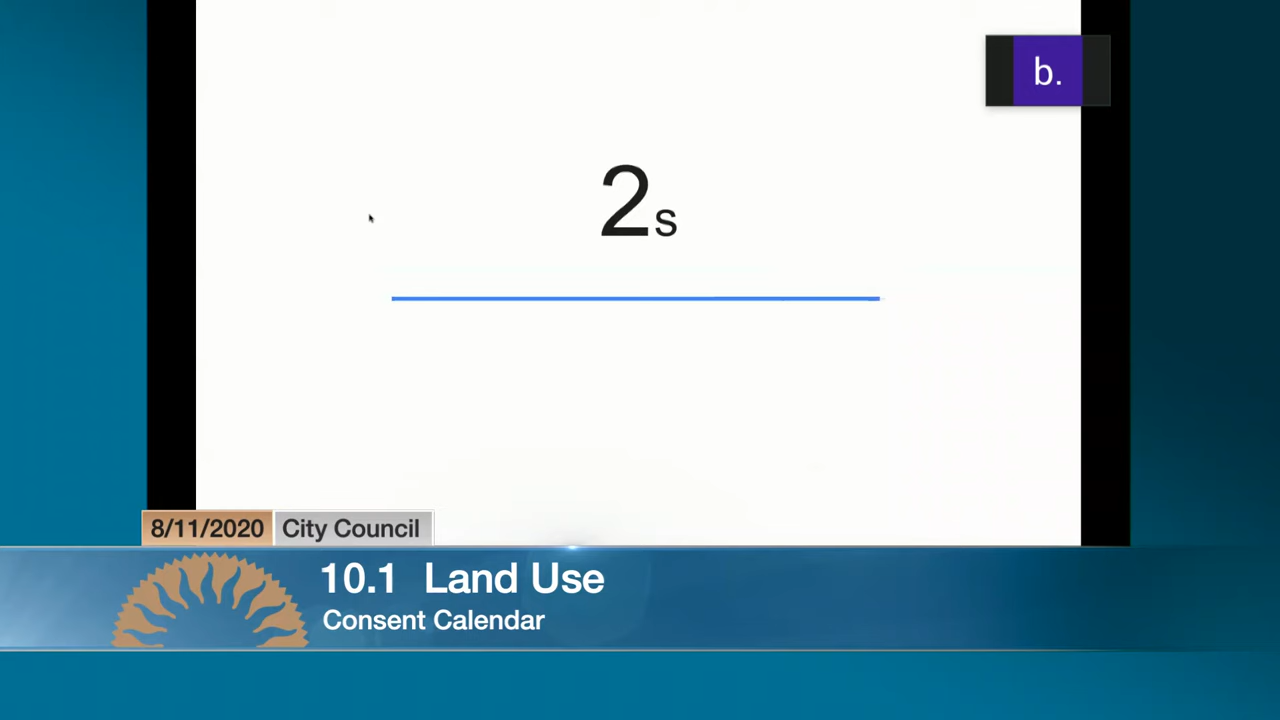 b.
2s
8/11/2020 City Council
10.1 Land Use
Consent Calendar